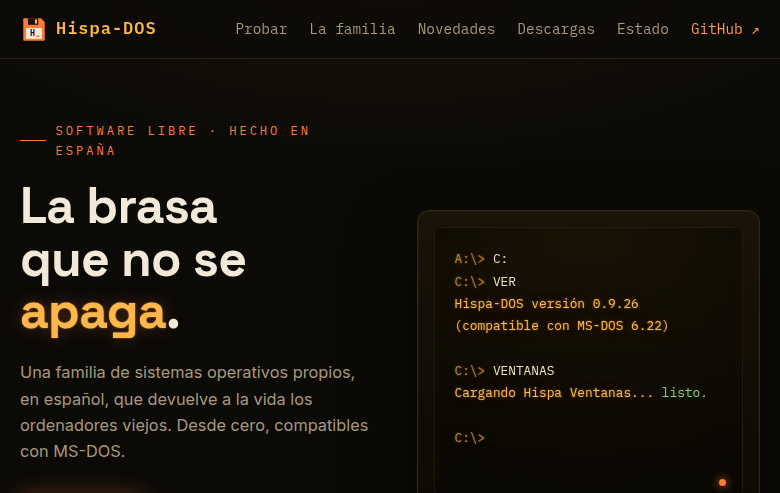 Hispa-DOS
Probar La familia Novedades Descargas Estado GitHub ↗
SOFTWARE LIBRE · HECHO EN
ESPAÑA
La brasa
que no se
apaga.
Una familia de sistemas operativos propios,
en español, que devuelve a la vida los
ordenadores viejos. Desde cero, compatibles
con MS-DOS.
A:\> C:
C:\> VER
Hispa-DOS versión 0.9.26
(compatible con MS-DOS 6.22)
C:\> VENTANAS
Cargando Hispa Ventanas... listo.
C:\>